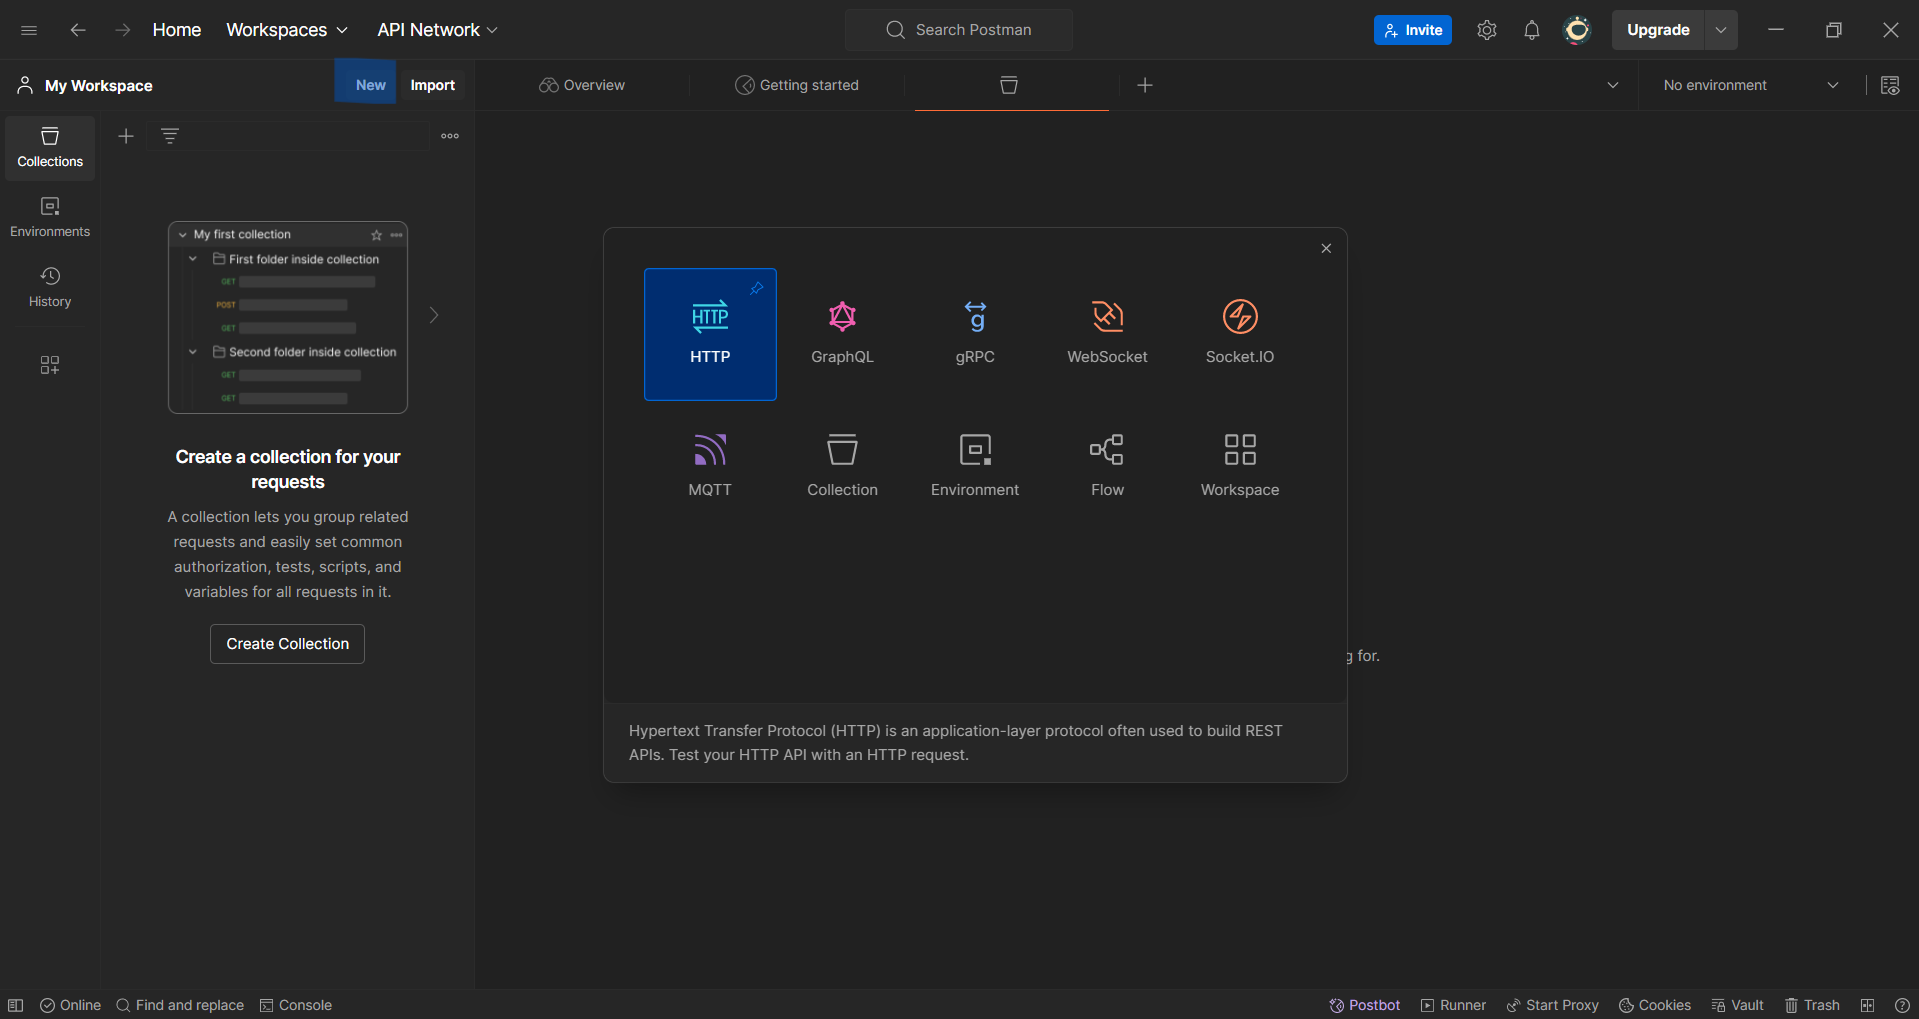 Home Workspaces API Network Search Postman Invite Upgrade
My Workspace New Import Overview Getting started No environment
Collections
Environments
History
My first collection
First folder inside collection
GET
POST
GET
Second folder inside collection
GET
GET
Create a collection for your
requests
A collection lets you group related
requests and easily set common
authorization, tests, scripts, and
variables for all requests in it.
Create Collection
HTTP
HTTP GraphQL gRPC WebSocket Socket.IO
MQTT Collection Environment Flow Workspace
g for.
Hypertext Transfer Protocol (HTTP) is an application-layer protocol often used to build REST
APIs. Test your HTTP API with an HTTP request.
Online Find and replace Console Postbot Runner Start Proxy Cookies Vault Trash